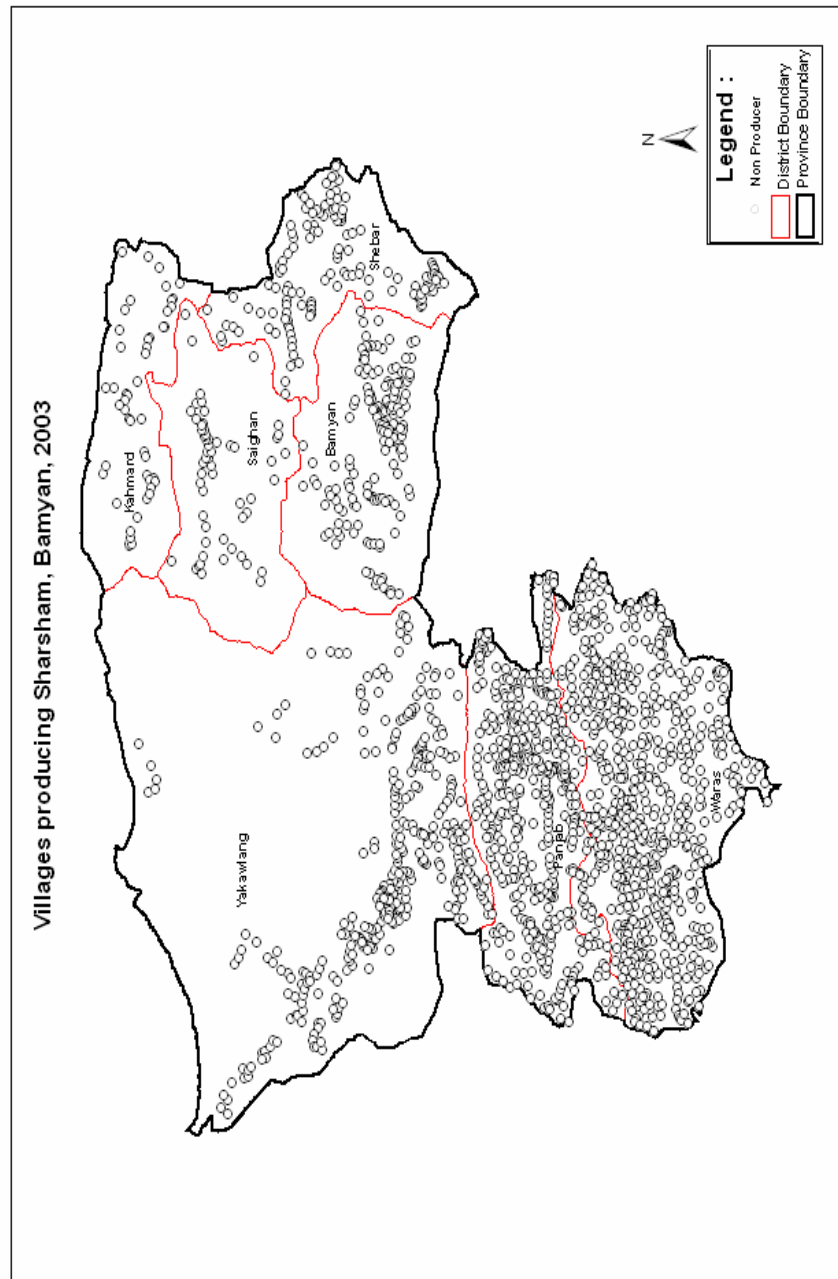 Villages producing Sharsham, Bamyan, 2003
Kahmard
Saighan
Shebar
Bamyan
Yakawlang
Panjab
Waras
N
Legend :
Non Producer
District Boundary
Province Boundary